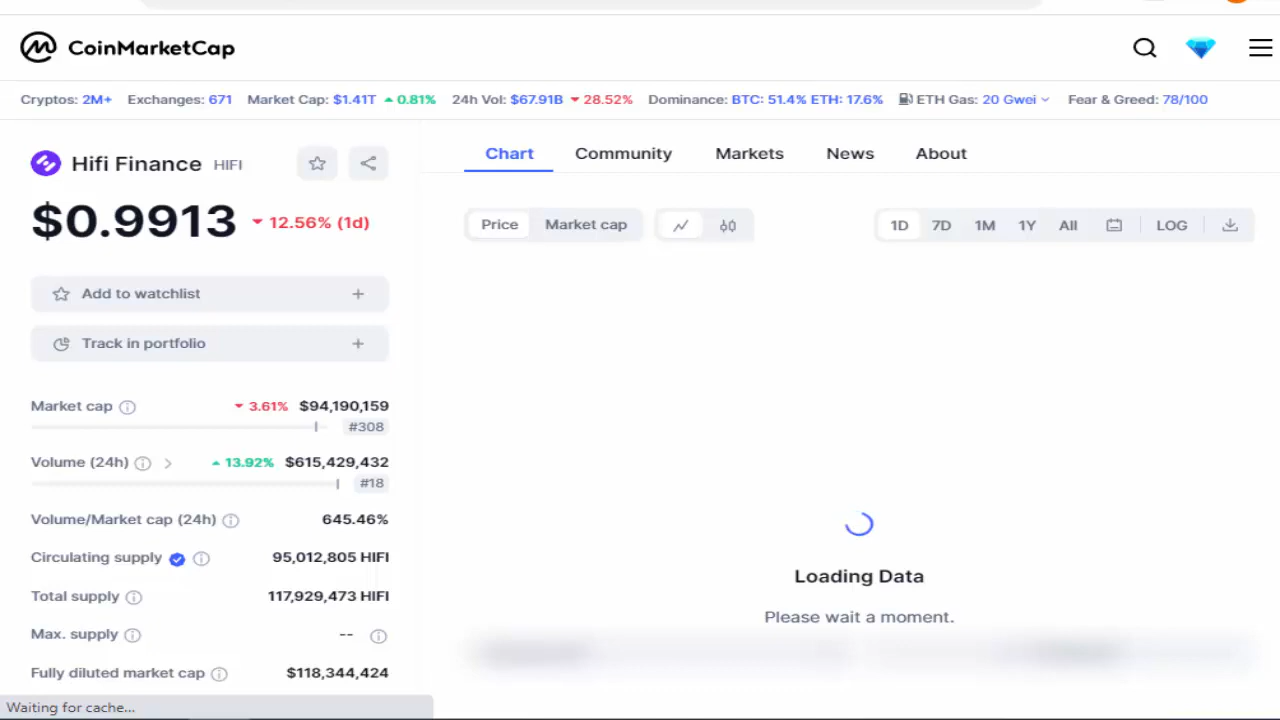 CoinMarketCap
Cryptos: 2M+ Exchanges: 671 Market Cap: $1.41T 0.81% 24h Vol: $67.91B 28.52% Dominance: BTC: 51.4% ETH: 17.6% ETH Gas: 20 Gwei Fear & Greed: 78/100
Hifi Finance HIFI
$0.9913 12.56% (1d)
Add to watchlist +
Track in portfolio +
Market cap 3.61% $94,190,159
#308
Volume (24h) 13.92% $615,429,432
#18
Volume/Market cap (24h) 645.46%
Circulating supply 95,012,805 HIFI
Total supply 117,929,473 HIFI
Max. supply --
Fully diluted market cap $118,344,424
Waiting for cache...
Chart Community Markets News About
Price Market cap 1D 7D 1M 1Y All LOG
Loading Data
Please wait a moment.